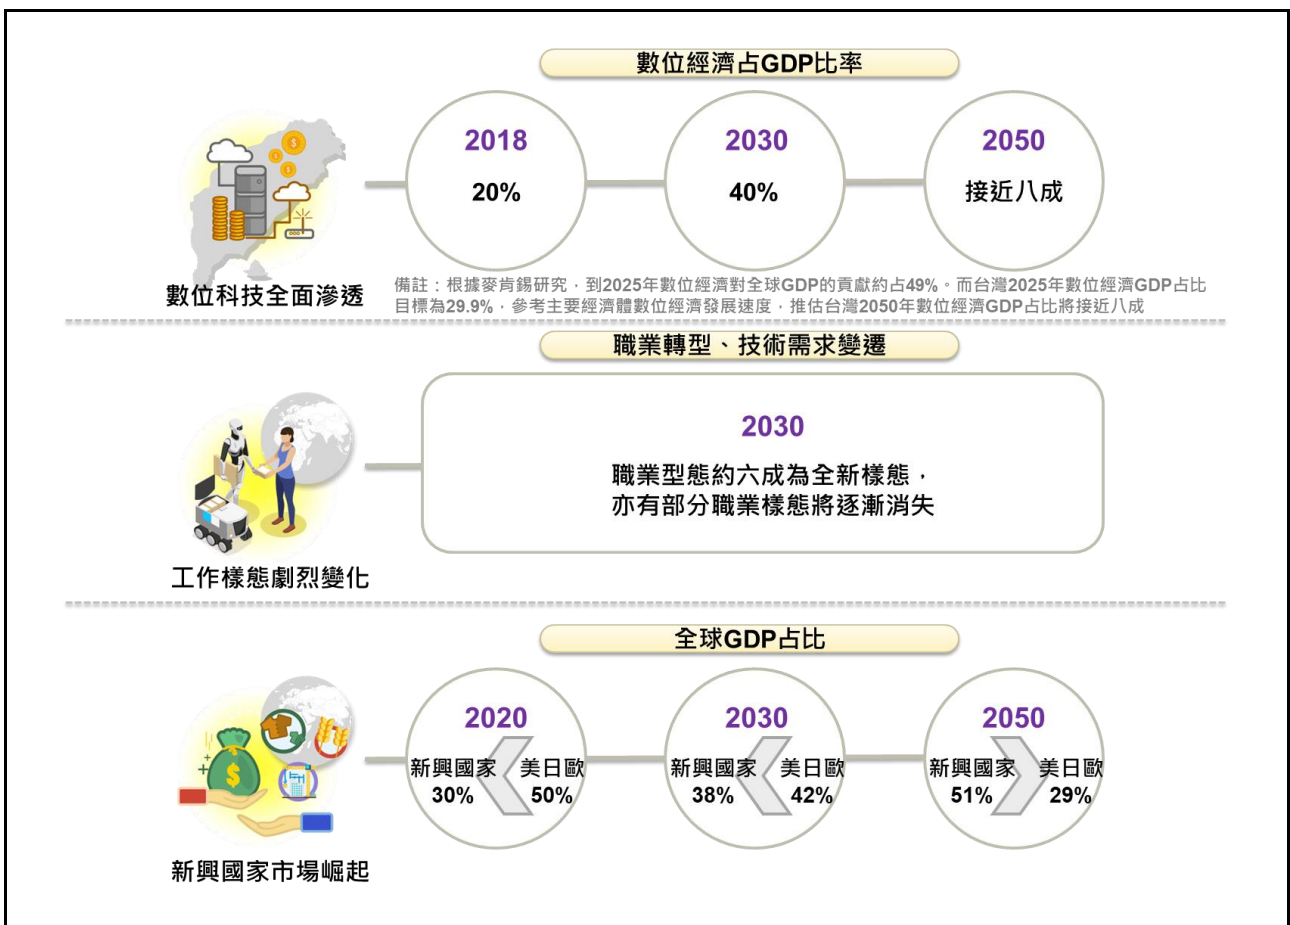 數位經濟占GDP比率
2018
20%
2030
40%
2050
接近八成
數位科技全面滲透
備註：根據麥肯錫研究，到2025年數位經濟對全球GDP的貢獻約占49%。而台灣2025年數位經濟GDP占比
目標為29.9%，參考主要經濟體數位經濟發展速度，推估台灣2050年數位經濟GDP占比將接近八成
職業轉型、技術需求變遷
2030
職業型態約六成為全新樣態，
亦有部分職業樣態將逐漸消失
工作樣態劇烈變化
全球GDP占比
2020
新興國家 美日歐
30% 50%
2030
新興國家 美日歐
38% 42%
2050
新興國家 美日歐
51% 29%
新興國家市場崛起